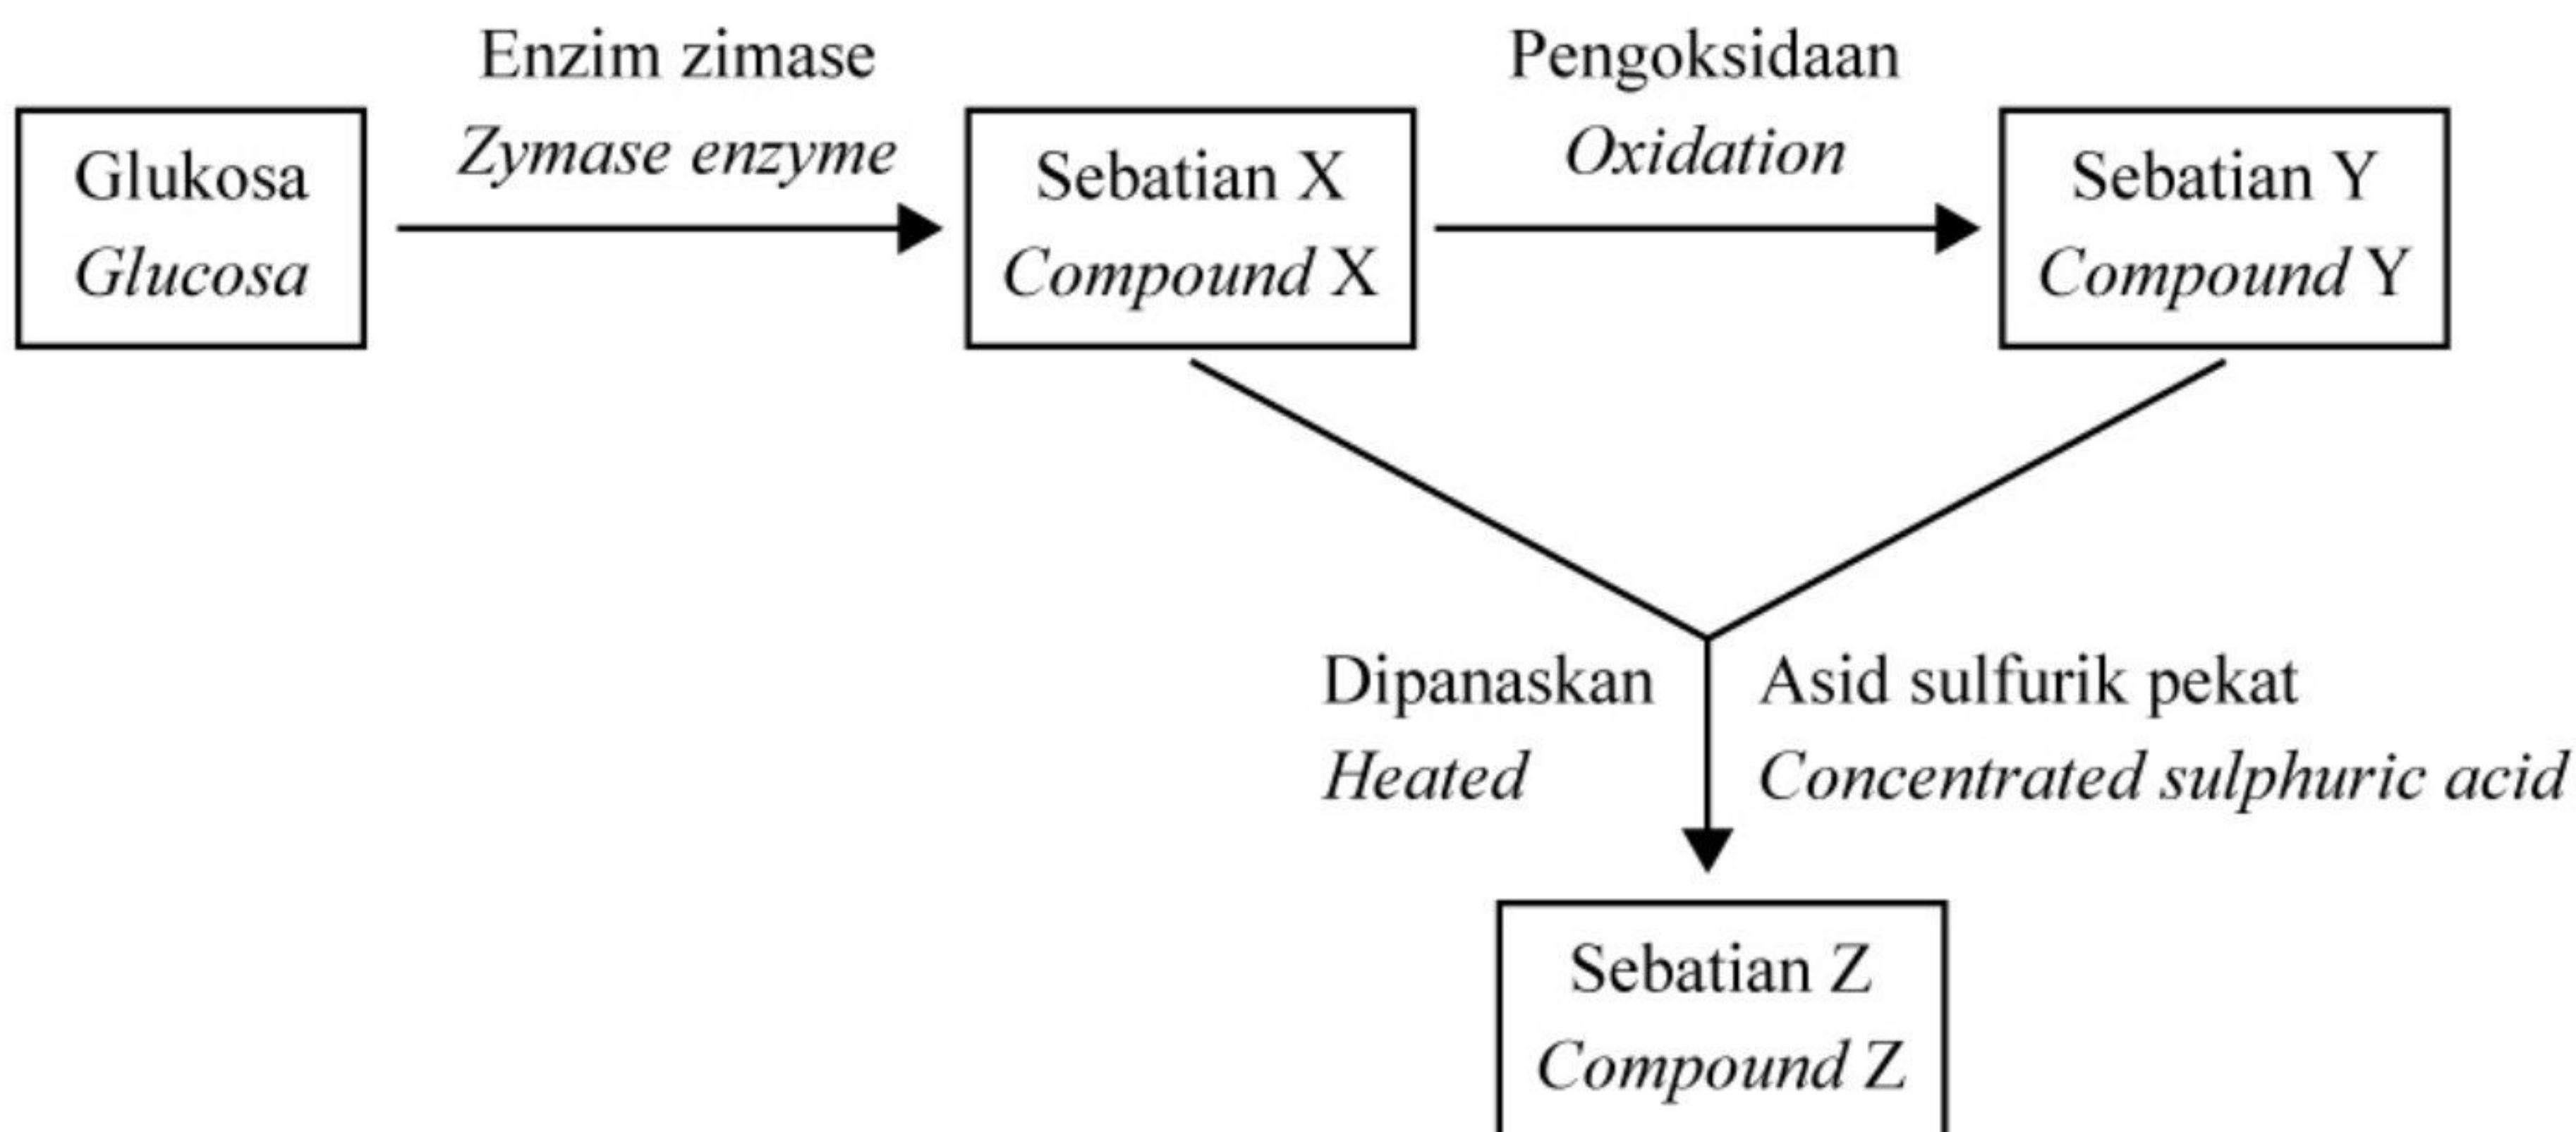 Enzim zimase
Zymase enzyme
Pengoksidaan
Oxidation
Glukosa
Glucosa
Sebatian X
Compound X
Sebatian Y
Compound Y
Dipanaskan
Heated
Asid sulfurik pekat
Concentrated sulphuric acid
Sebatian Z
Compound Z